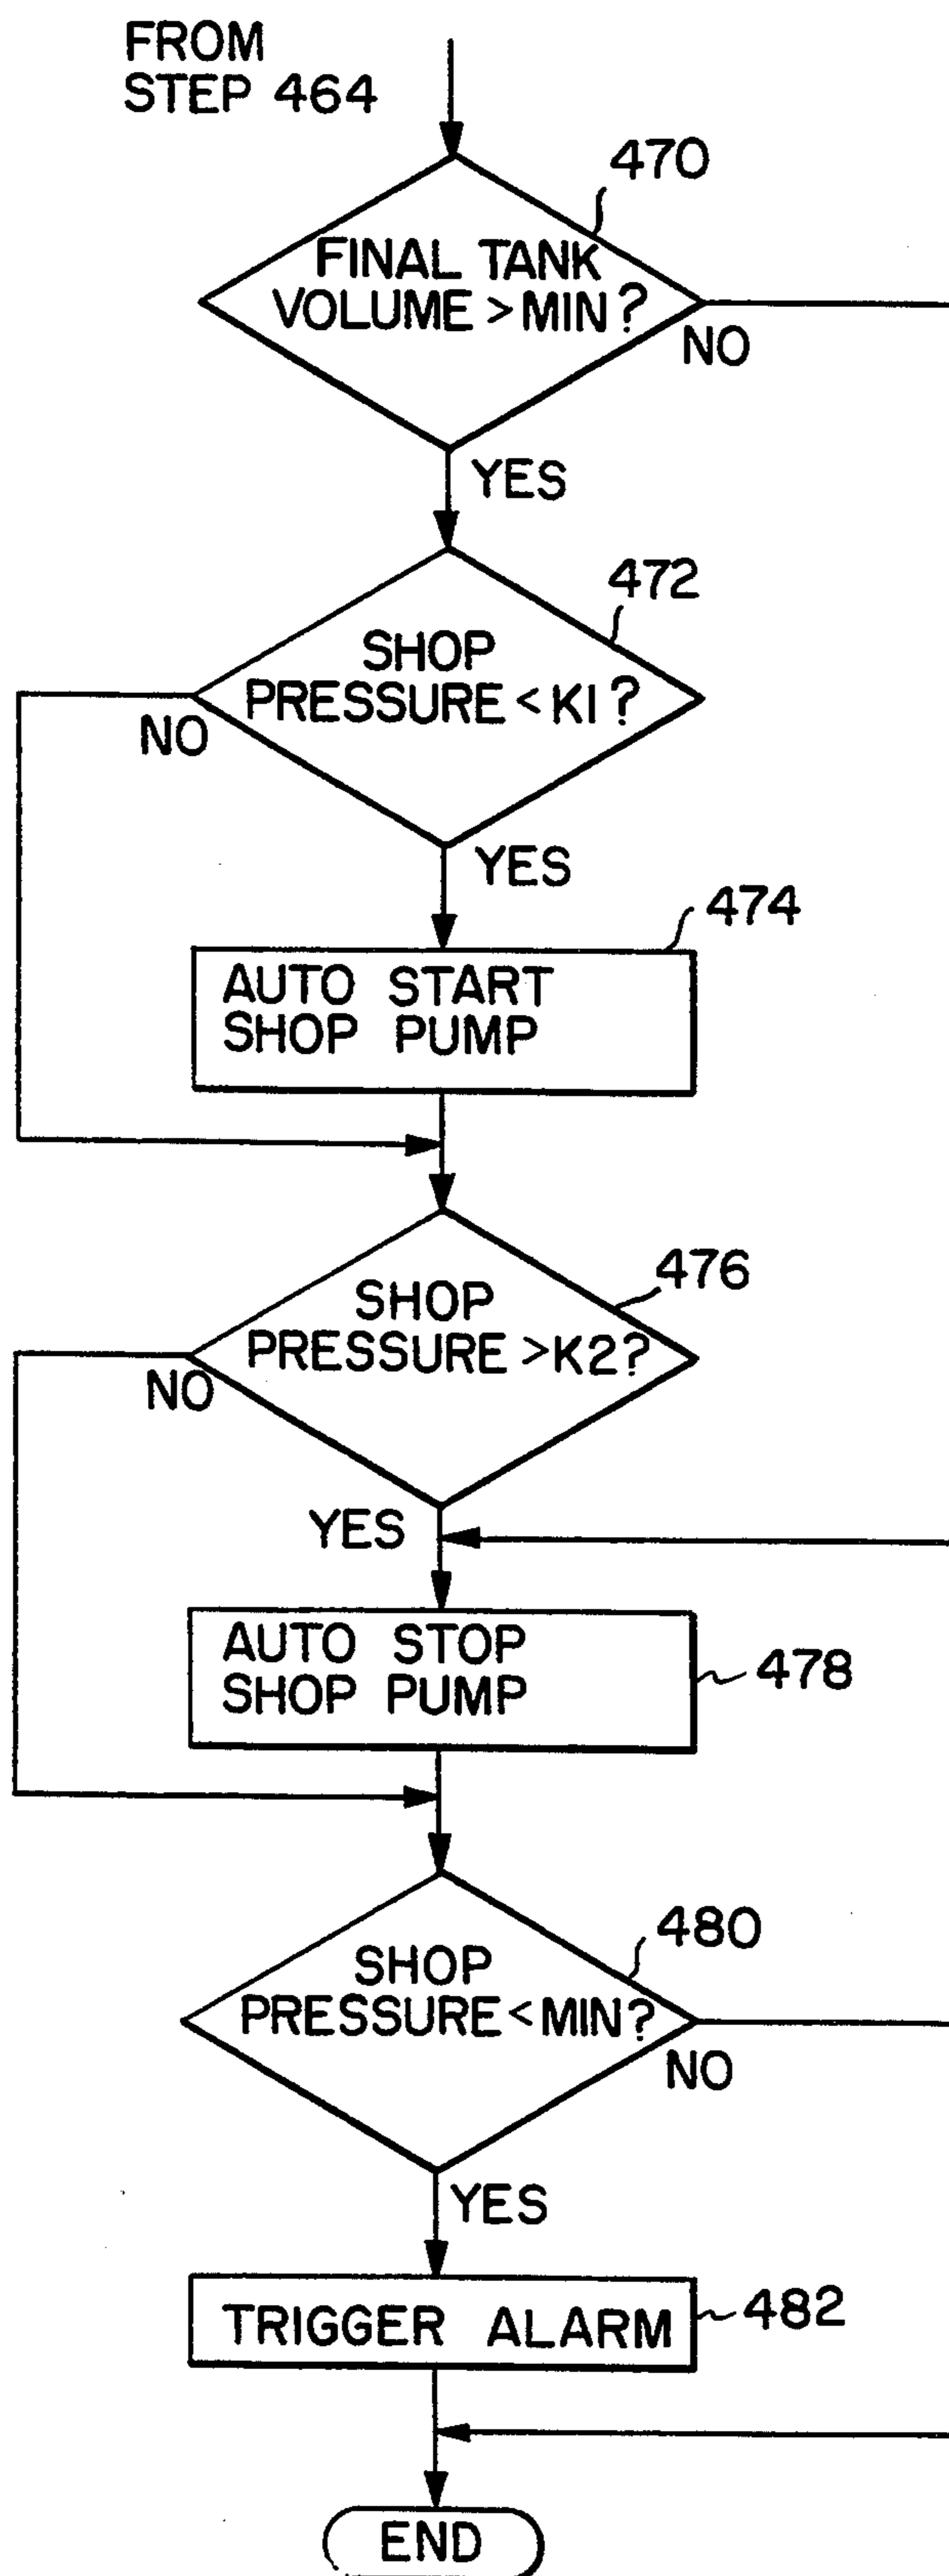 FROM
STEP 464
470
FINAL TANK
VOLUME > MIN?
NO
YES
472
SHOP
PRESSURE < K1?
NO
YES
474
AUTO START
SHOP PUMP
476
SHOP
PRESSURE > K2?
NO
YES
AUTO STOP
SHOP PUMP
478
480
SHOP
PRESSURE < MIN?
NO
YES
TRIGGER ALARM
482
END